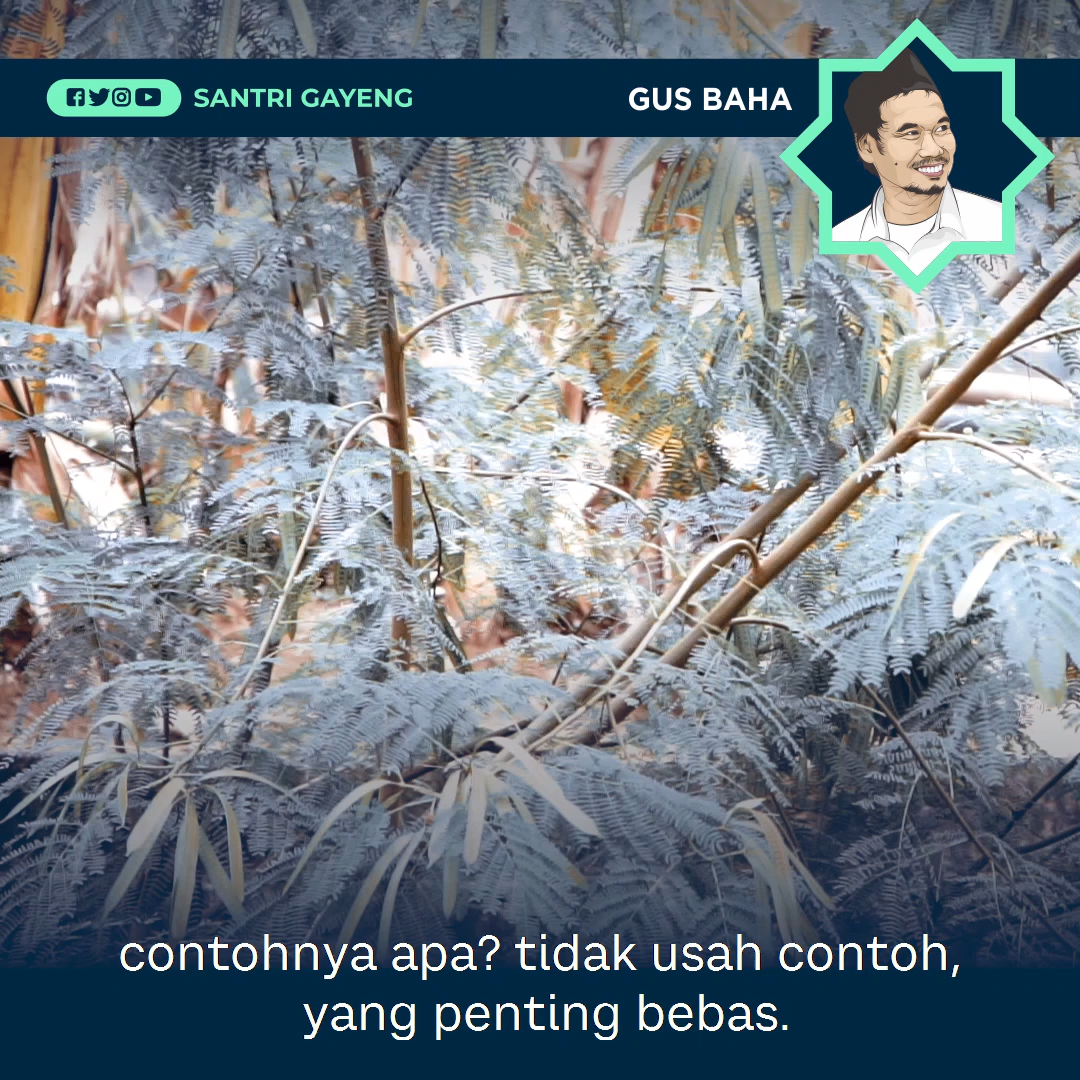 SANTRI GAYENG
GUS BAHA
contohnya apa? tidak usah contoh,
yang penting bebas.